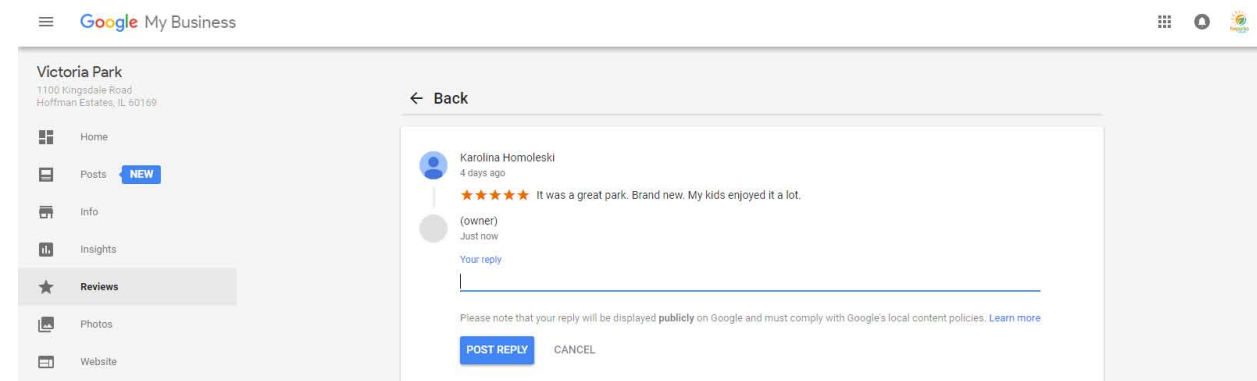 Google My Business
Victoria Park
1100 Kingsdale Road
Hoffman Estates, IL 60169
Home
Posts NEW
Info
Insights
Reviews
Photos
Website
Back
Karolina Homoleski
4 days ago
It was a great park. Brand new. My kids enjoyed it a lot.
(owner)
Just now
Your reply
Please note that your reply will be displayed publicly on Google and must comply with Google's local content policies. Learn more
POST REPLY CANCEL